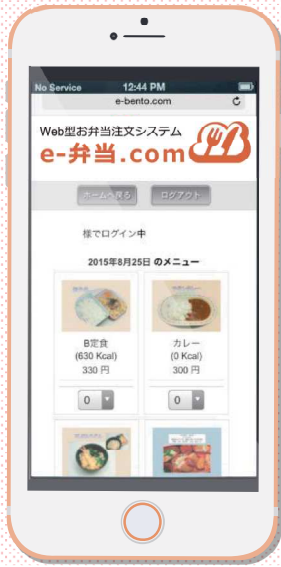 No Service 12:44 PM
e-bento.com
Web型お弁当注文システム
e-弁当.com
ホームへ戻る ログアウト
様でログイン中
2015年8月25日 のメニュー
B定食
(630 Kcal)
330 円
0
カレー
(0 Kcal)
300 円
0